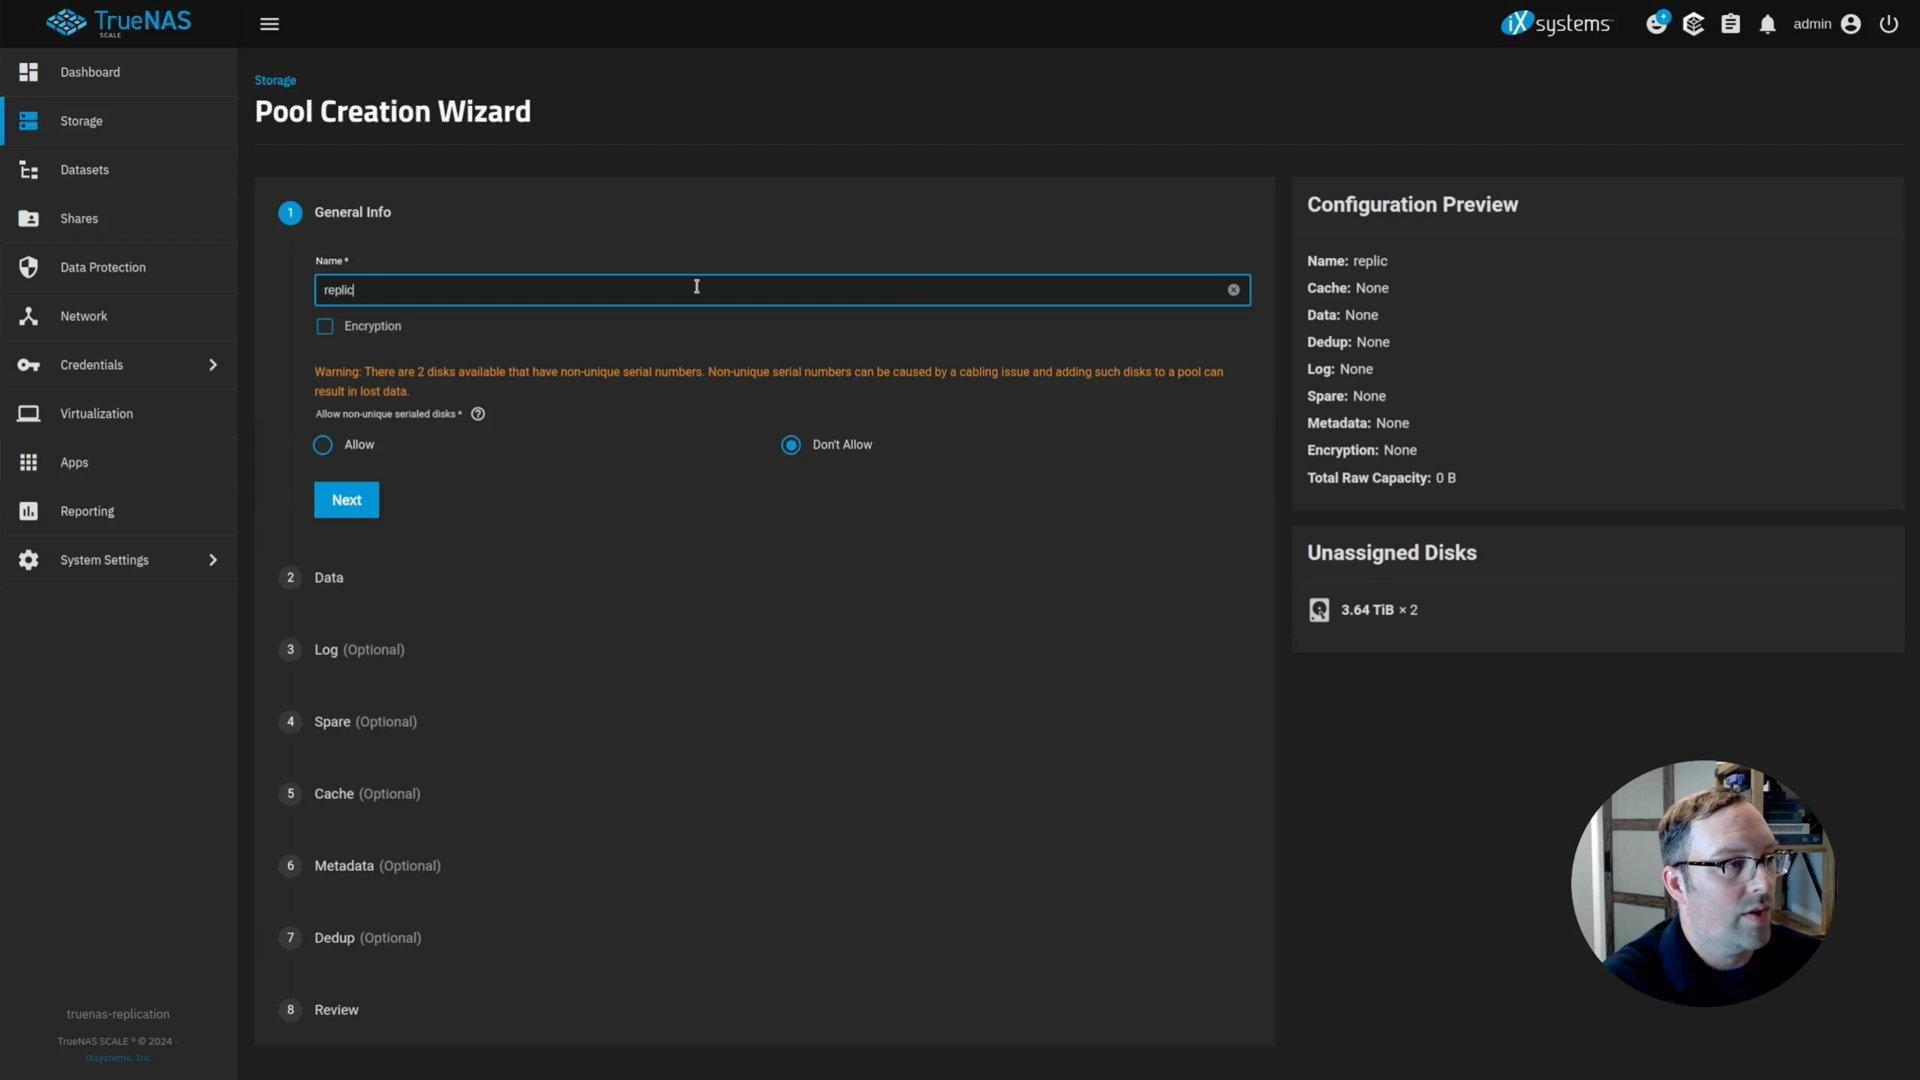 TrueNAS
SCALE
iXsystems
admin
Dashboard
Storage
Datasets
Shares
Data Protection
Network
Credentials
Virtualization
Apps
Reporting
System Settings
truenas-replication
TrueNAS SCALE ® © 2024 -
iXsystems, Inc
Storage
Pool Creation Wizard
1 General Info
Name *
replic
Encryption
Warning: There are 2 disks available that have non-unique serial numbers. Non-unique serial numbers can be caused by a cabling issue and adding such disks to a pool can
result in lost data.
Allow non-unique serialed disks * ?
Allow
Don't Allow
Next
2 Data
3 Log (Optional)
4 Spare (Optional)
5 Cache (Optional)
6 Metadata (Optional)
7 Dedup (Optional)
8 Review
Configuration Preview
Name: replic
Cache: None
Data: None
Dedup: None
Log: None
Spare: None
Metadata: None
Encryption: None
Total Raw Capacity: 0 B
Unassigned Disks
3.64 TiB × 2